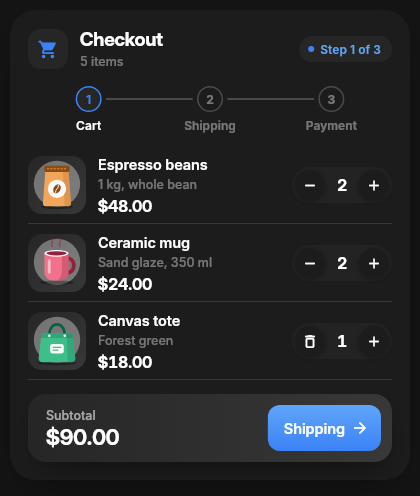 Checkout
5 items
Step 1 of 3
1 2 3
Cart Shipping Payment
Espresso beans
1 kg, whole bean
$48.00
− 2 +
Ceramic mug
Sand glaze, 350 ml
$24.00
− 2 +
Canvas tote
Forest green
$18.00
1 +
Subtotal
$90.00
Shipping →